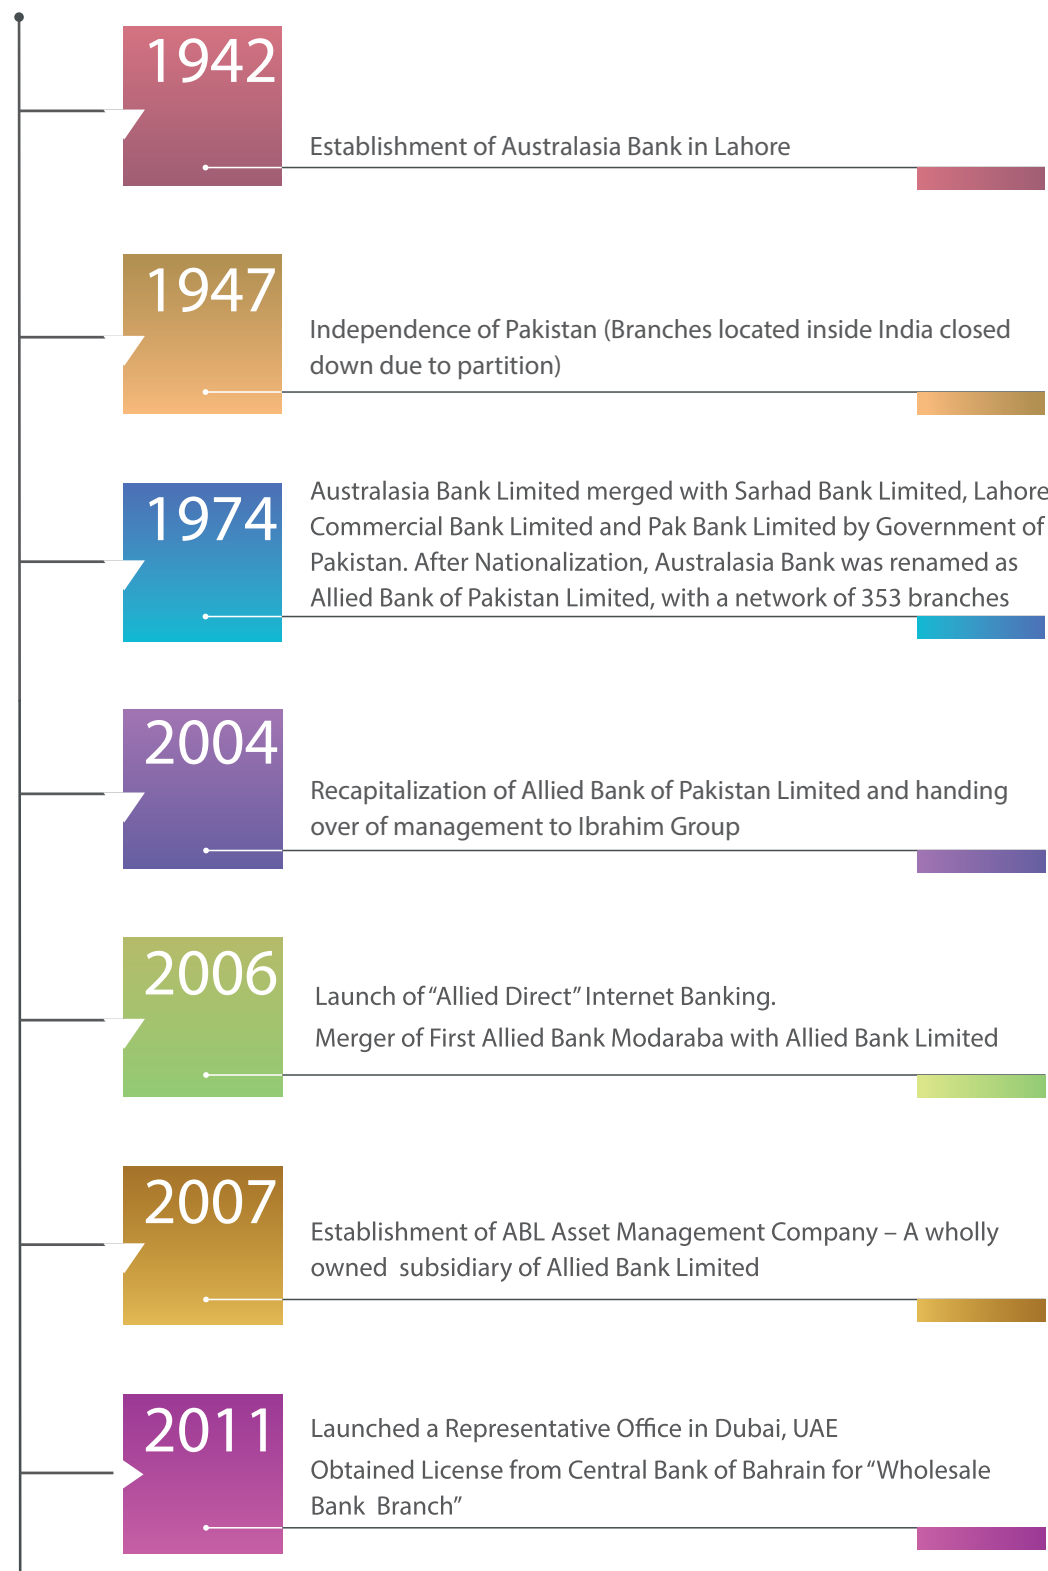 1942
Establishment of Australasia Bank in Lahore
1947
Independence of Pakistan (Branches located inside India closed
down due to partition)
1974
Australasia Bank Limited merged with Sarhad Bank Limited, Lahore
Commercial Bank Limited and Pak Bank Limited by Government of
Pakistan. After Nationalization, Australasia Bank was renamed as
Allied Bank of Pakistan Limited, with a network of 353 branches
2004
Recapitalization of Allied Bank of Pakistan Limited and handing
over of management to Ibrahim Group
2006
Launch of “Allied Direct” Internet Banking.
Merger of First Allied Bank Modaraba with Allied Bank Limited
2007
Establishment of ABL Asset Management Company – A wholly
owned  subsidiary of Allied Bank Limited
2011
Launched a Representative Office in Dubai, UAE
Obtained License from Central Bank of Bahrain for “Wholesale
Bank  Branch”